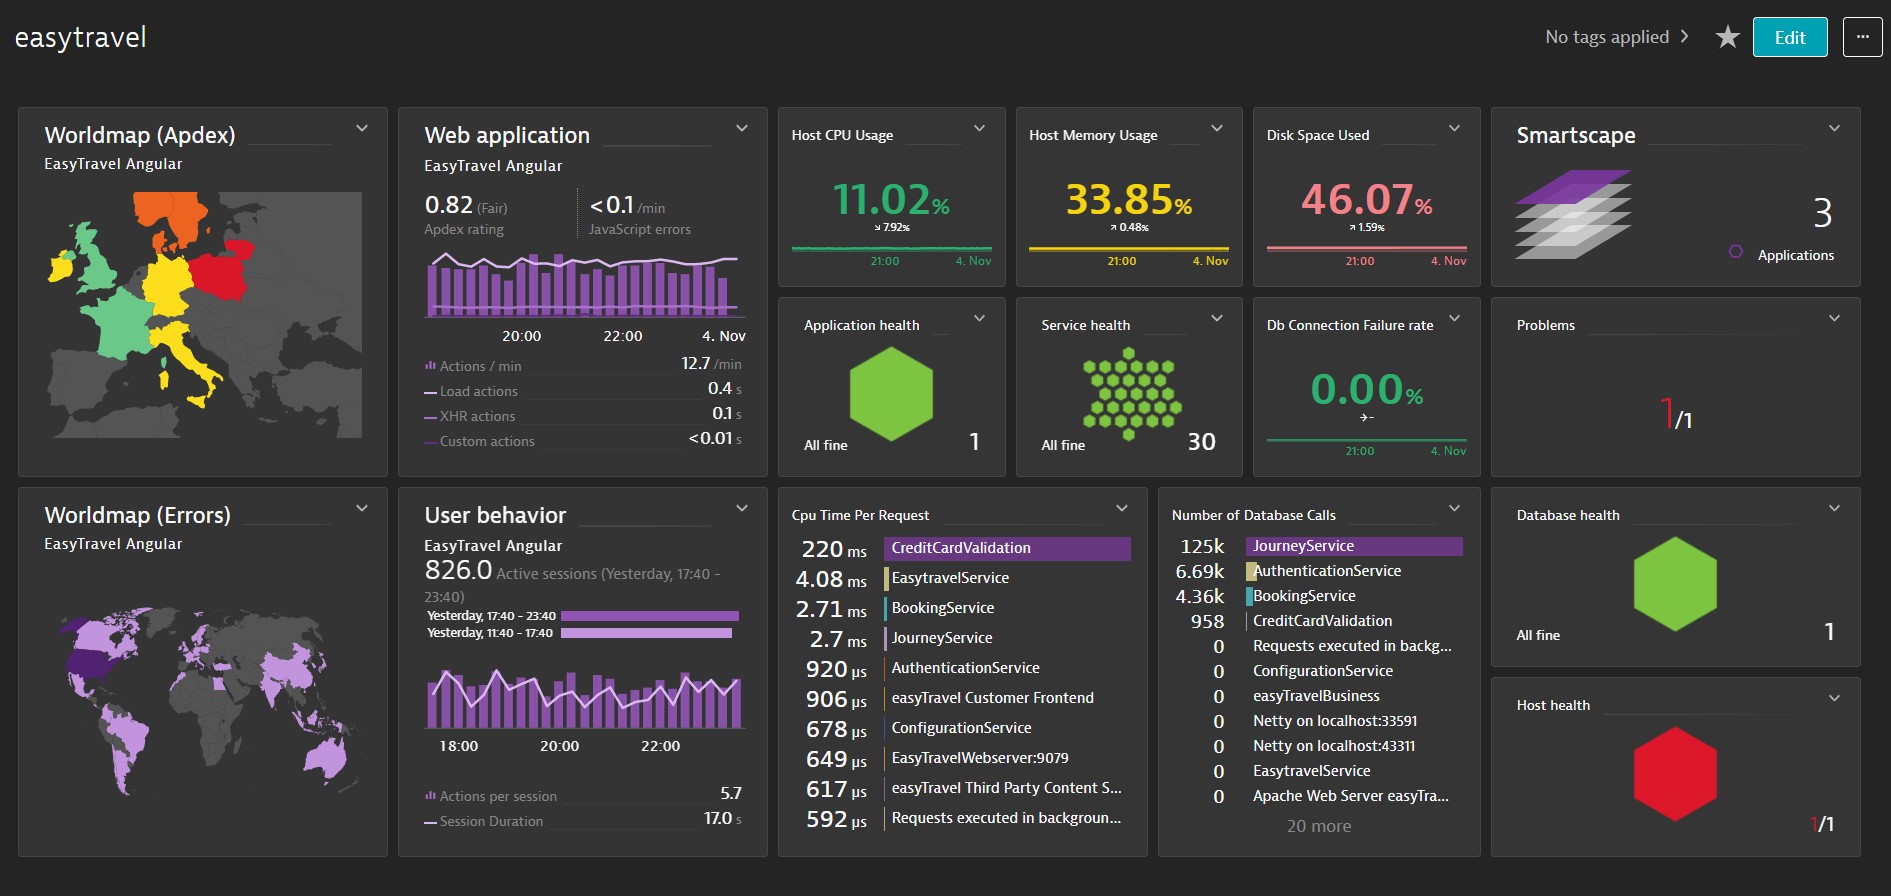 easytravel
No tags applied
Edit
...
Worldmap (Apdex)
EasyTravel Angular
Web application
EasyTravel Angular
0.82 (Fair)
Apdex rating
<0.1 /min
JavaScript errors
20:00 22:00 4. Nov
Actions / min 12.7 /min
Load actions 0.4 s
XHR actions 0.1 s
Custom actions <0.01 s
Host CPU Usage
11.02%
7.92%
21:00 4. Nov
Host Memory Usage
33.85%
0.48%
21:00 4. Nov
Disk Space Used
46.07%
1.59%
21:00 4. Nov
Smartscape
3
Applications
Application health
All fine 1
Service health
All fine 30
Db Connection Failure rate
0.00%
-
21:00 4. Nov
Problems
1/1
Worldmap (Errors)
EasyTravel Angular
User behavior
EasyTravel Angular
826.0 Active sessions (Yesterday, 17:40 -
23:40)
Yesterday, 17:40 - 23:40
Yesterday, 11:40 - 17:40
18:00 20:00 22:00
Actions per session 5.7
Session Duration 17.0 s
Cpu Time Per Request
220 ms CreditCardValidation
4.08 ms EasytravelService
2.71 ms BookingService
2.7 ms JourneyService
920 µs AuthenticationService
906 µs easyTravel Customer Frontend
678 µs ConfigurationService
649 µs EasyTravelWebserver:9079
617 µs easyTravel Third Party Content S...
592 µs Requests executed in backgroun...
Number of Database Calls
125k JourneyService
6.69k AuthenticationService
4.36k BookingService
958 CreditCardValidation
0 Requests executed in backg...
0 ConfigurationService
0 easyTravelBusiness
0 Netty on localhost:33591
0 Netty on localhost:43311
0 EasytravelService
0 Apache Web Server easyTra...
20 more
Database health
All fine 1
Host health
1/1